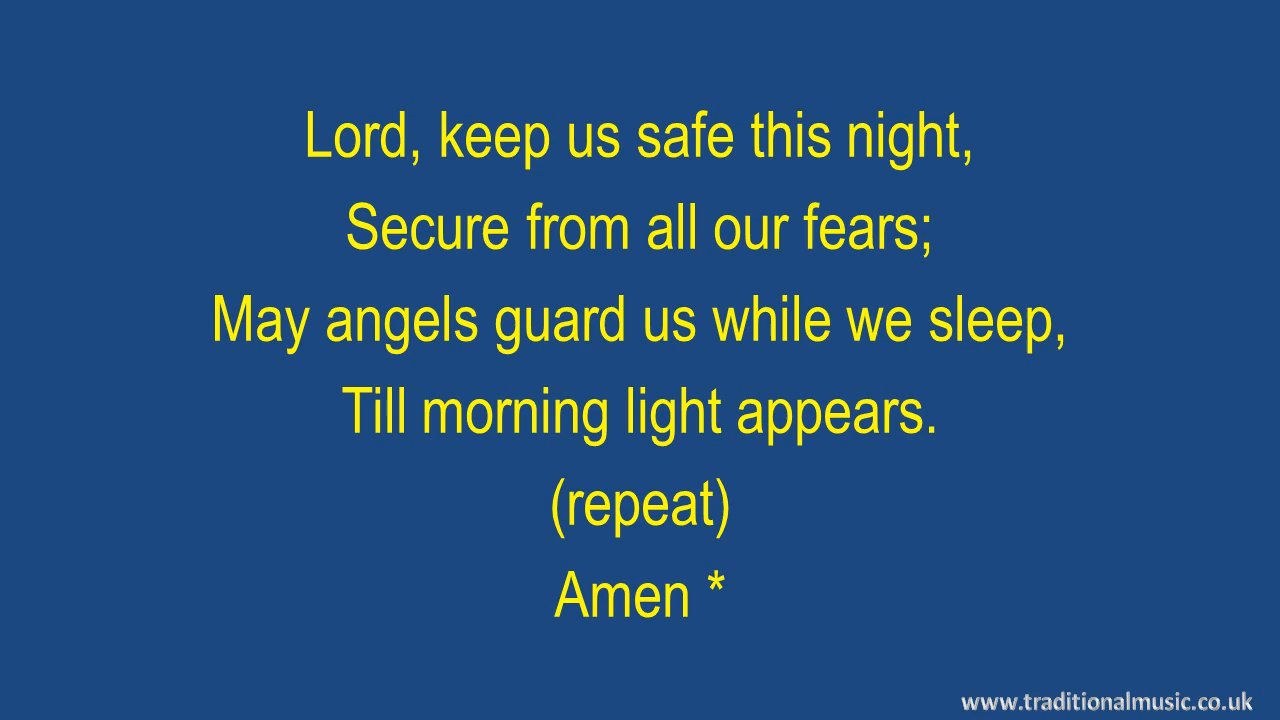 Lord, keep us safe this night,
Secure from all our fears;
May angels guard us while we sleep,
Till morning light appears.
(repeat)
Amen *
www.traditionalmusic.co.uk